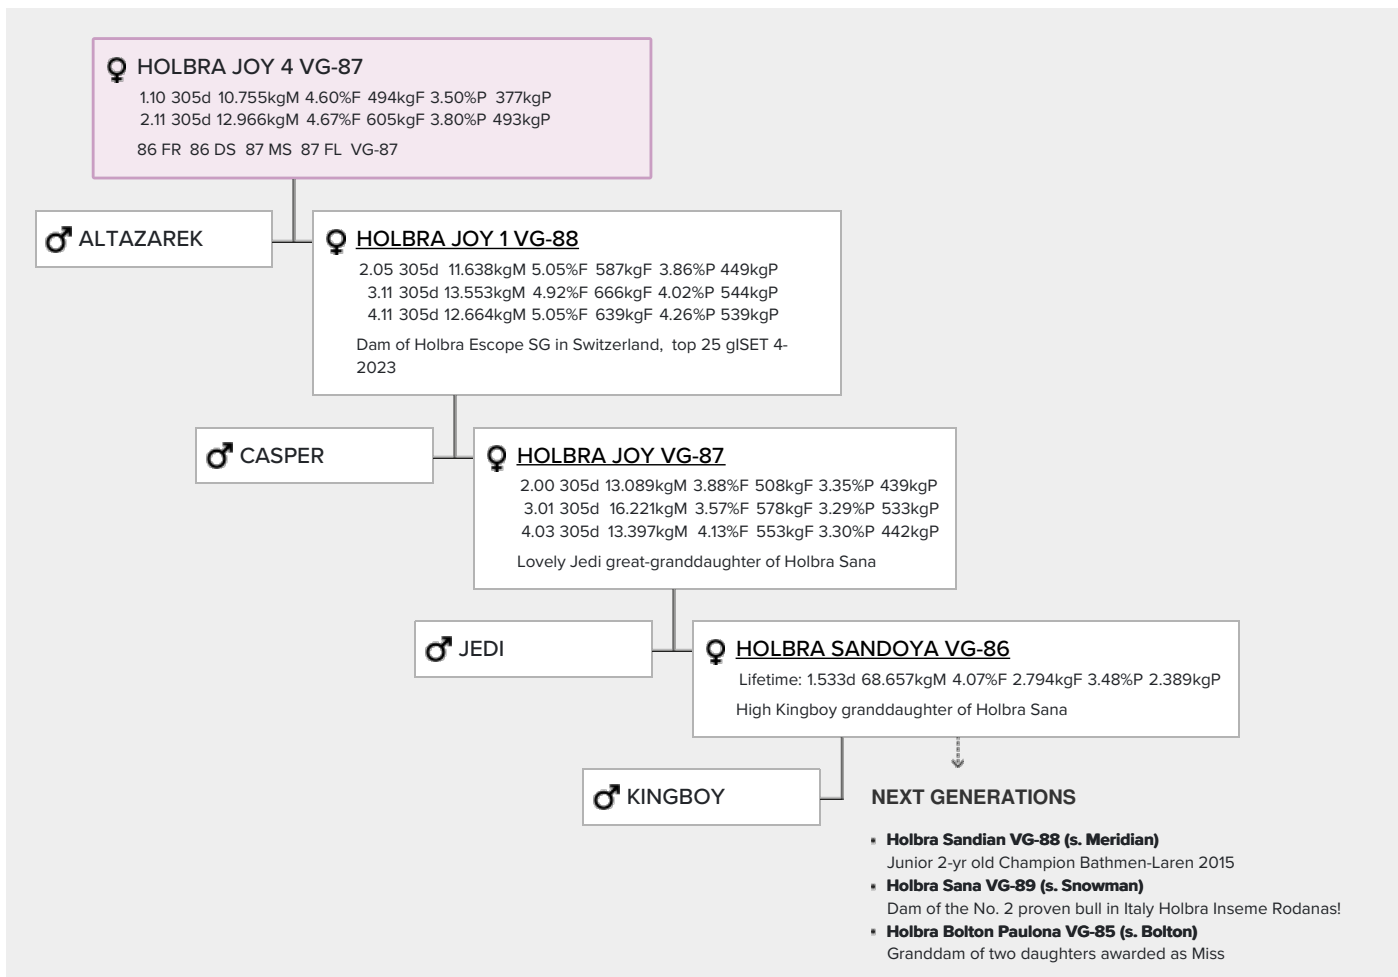 HOLBRA JOY 4 VG-87
1.10 305d 10.755kgM 4.60%F 494kgF 3.50%P 377kgP
2.11 305d 12.966kgM 4.67%F 605kgF 3.80%P 493kgP
86 FR 86 DS 87 MS 87 FL VG-87
ALTAZAREK
HOLBRA JOY 1 VG-88
2.05 305d 11.638kgM 5.05%F 587kgF 3.86%P 449kgP
3.11 305d 13.553kgM 4.92%F 666kgF 4.02%P 544kgP
4.11 305d 12.664kgM 5.05%F 639kgF 4.26%P 539kgP
Dam of Holbra Escope SG in Switzerland, top 25 gISET 4-
2023
CASPER
HOLBRA JOY VG-87
2.00 305d 13.089kgM 3.88%F 508kgF 3.35%P 439kgP
3.01 305d 16.221kgM 3.57%F 578kgF 3.29%P 533kgP
4.03 305d 13.397kgM 4.13%F 553kgF 3.30%P 442kgP
Lovely Jedi great-granddaughter of Holbra Sana
JEDI
HOLBRA SANDOYA VG-86
Lifetime: 1.533d 68.657kgM 4.07%F 2.794kgF 3.48%P 2.389kgP
High Kingboy granddaughter of Holbra Sana
KINGBOY
NEXT GENERATIONS
Holbra Sandian VG-88 (s. Meridian)
Junior 2-yr old Champion Bathmen-Laren 2015
Holbra Sana VG-89 (s. Snowman)
Dam of the No. 2 proven bull in Italy Holbra Inseme Rodanas!
Holbra Bolton Paulona VG-85 (s. Bolton)
Granddam of two daughters awarded as Miss